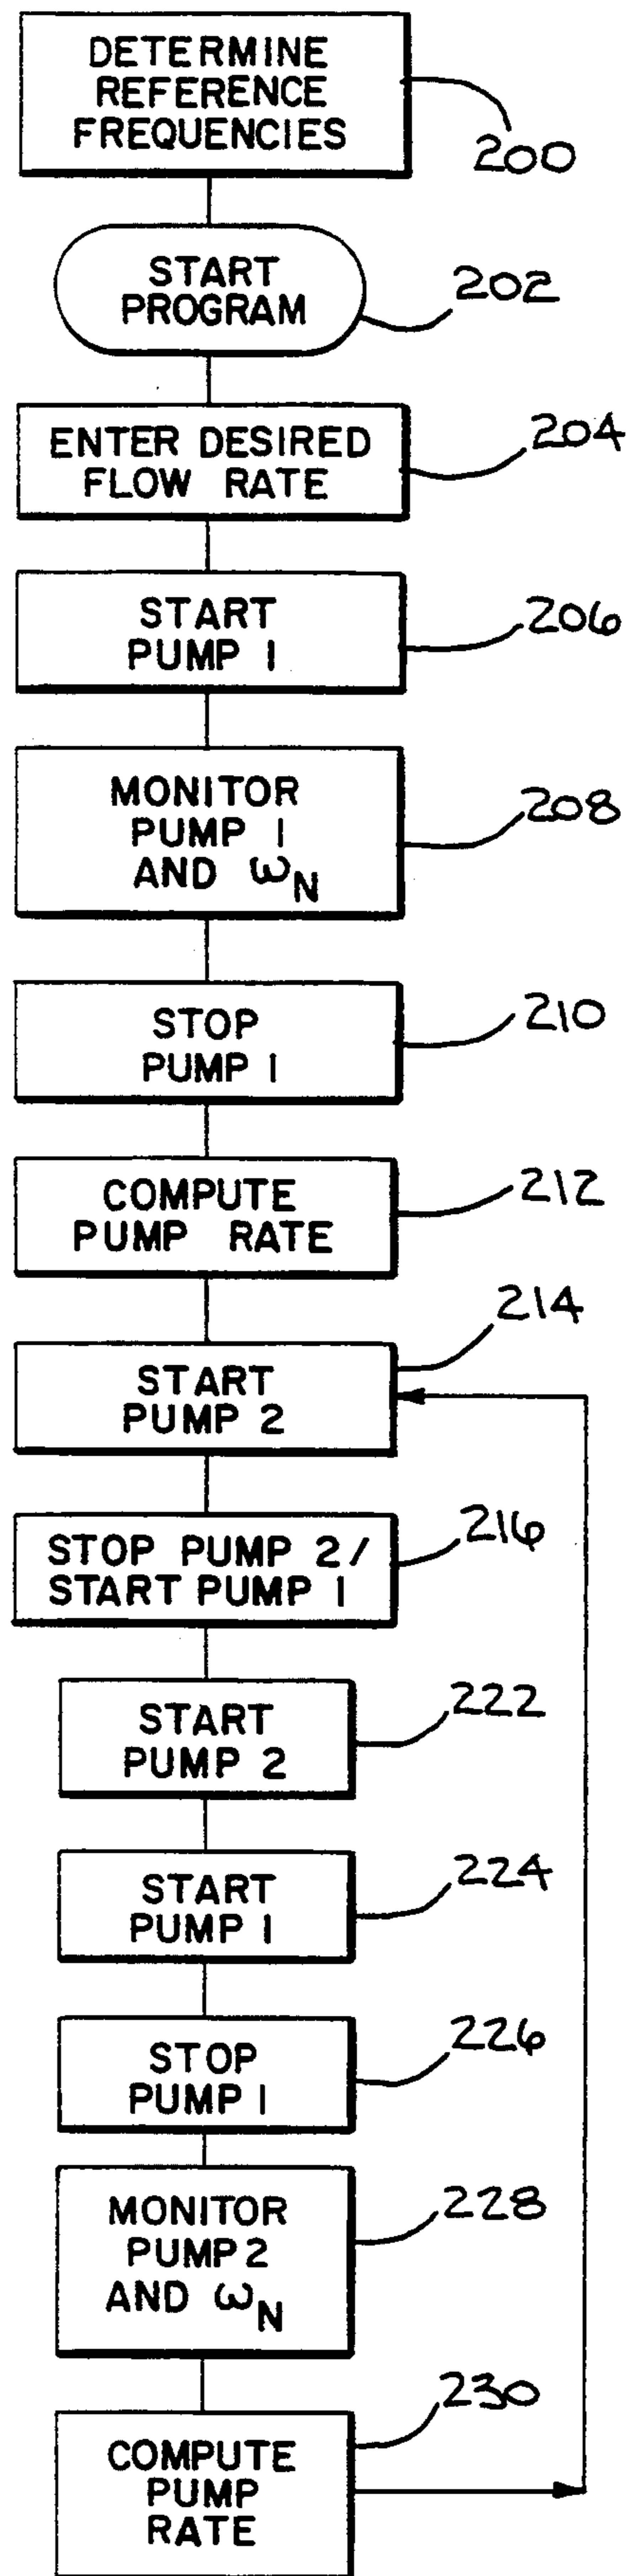 DETERMINE
REFERENCE
FREQUENCIES
200
START
PROGRAM
202
ENTER DESIRED
FLOW RATE
204
START
PUMP 1
206
MONITOR
PUMP 1
AND ωN
208
STOP
PUMP 1
210
COMPUTE
PUMP RATE
212
START
PUMP 2
214
STOP PUMP 2/
START PUMP 1
216
START
PUMP 2
222
START
PUMP 1
224
STOP
PUMP 1
226
MONITOR
PUMP 2
AND ωN
228
COMPUTE
PUMP
RATE
230